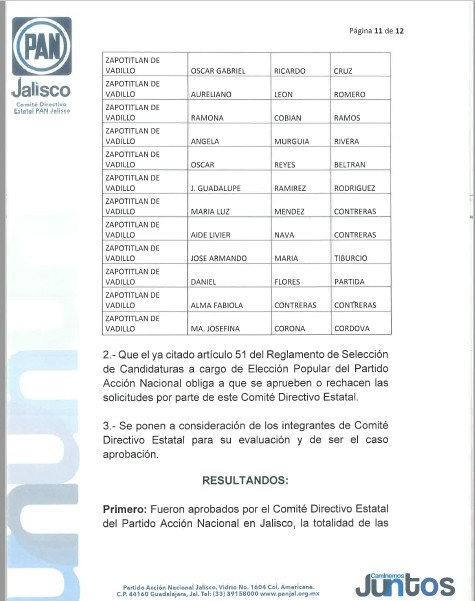 Página 11 de 12
PAN
Jalisco
Comité Directivo
Estatal PAN Jalisco
ZAPOTITLAN DE
VADILLO OSCAR GABRIEL RICARDO CRUZ
ZAPOTITLAN DE
VADILLO AURELIANO LEON ROMERO
ZAPOTITLAN DE
VADILLO RAMONA COBIAN RAMOS
ZAPOTITLAN DE
VADILLO ANGELA MURGUIA RIVERA
ZAPOTITLAN DE
VADILLO OSCAR REYES BELTRAN
ZAPOTITLAN DE
VADILLO J. GUADALUPE RAMIREZ RODRIGUEZ
ZAPOTITLAN DE
VADILLO MARIA LUZ MENDEZ CONTRERAS
ZAPOTITLAN DE
VADILLO AIDE LIVIER NAVA CONTRERAS
ZAPOTITLAN DE
VADILLO JOSE ARMANDO MARIA TIBURCIO
ZAPOTITLAN DE
VADILLO DANIEL FLORES PARTIDA
ZAPOTITLAN DE
VADILLO ALMA FABIOLA CONTRERAS CONTRERAS
ZAPOTITLAN DE
VADILLO MA. JOSEFINA CORONA CORDOVA
2.- Que el ya citado artículo 51 del Reglamento de Selección
de Candidaturas a cargo de Elección Popular del Partido
Acción Nacional obliga a que se aprueben o rechacen las
solicitudes por parte de este Comité Directivo Estatal.
3.- Se ponen a consideración de los integrantes de Comité
Directivo Estatal para su evaluación y de ser el caso
aprobación.
RESULTANDOS:
Primero: Fueron aprobados por el Comité Directivo Estatal
del Partido Acción Nacional en Jalisco, la totalidad de las
Partido Acción Nacional Jalisco. Vidrio No. 1604 Col. Americana.
C.P. 44160 Guadalajara, Jal. Tel: (33) 39158000 www.panjal.org.mx
Caminemos
Juntos